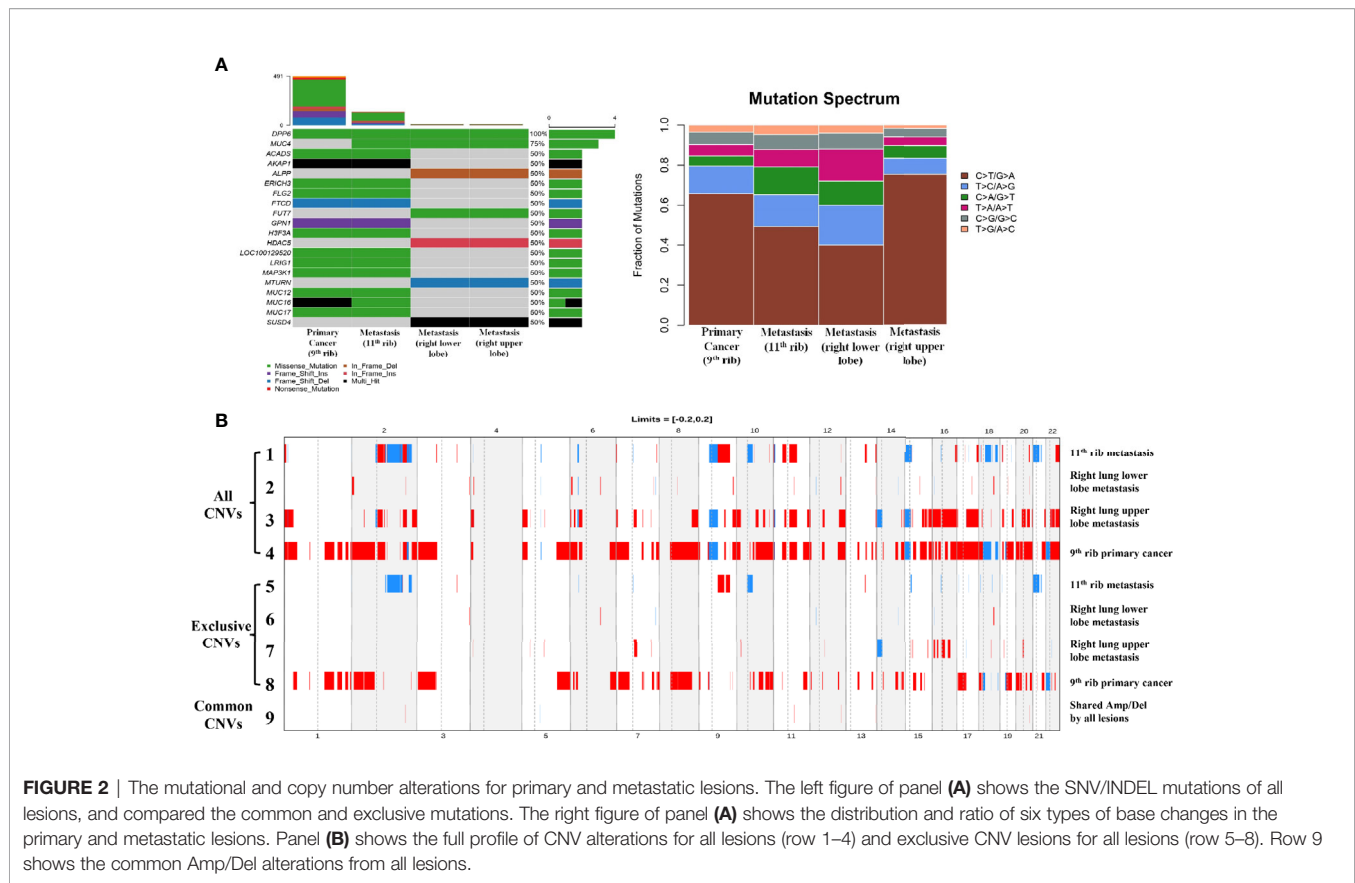 A
491
0
0
4
DPP6
100%
MUC4
75%
ACADS
50%
AKAP1
50%
ALPP
50%
ERICH3
50%
FLG2
50%
FTCD
50%
FUT7
50%
GPN1
50%
H3F3A
50%
HDAC5
50%
LOC100129520
50%
LRIG1
50%
MAP3K1
50%
MTURN
50%
MUC12
50%
MUC16
50%
MUC17
50%
SUSD4
50%
Primary
Cancer
(9th rib)
Metastasis
(11th rib)
Metastasis
(right lower
lobe)
Metastasis
(right upper
lobe)
Missense_Mutation
Frame_Shift_Ins
Frame_Shift_Del
Nonsense_Mutation
In_Frame_Del
In_Frame_Ins
Multi_Hit
Mutation Spectrum
Fraction of Mutations
1.0
0.8
0.6
0.4
0.2
0.0
Primary
Cancer
(9th rib)
Metastasis
(11th rib)
Metastasis
(right lower
lobe)
Metastasis
(right upper
lobe)
C>T/G>A
T>C/A>G
C>A/G>T
T>A/A>T
C>G/G>C
T>G/A>C
B
Limits = [-0.2,0.2]
2 4 6 8 10 12 14 16 18 20 22
All
CNVs
1
11th rib metastasis
2
Right lung lower
lobe metastasis
3
Right lung upper
lobe metastasis
4
9th rib primary cancer
Exclusive
CNVs
5
11th rib metastasis
6
Right lung lower
lobe metastasis
7
Right lung upper
lobe metastasis
8
9th rib primary cancer
Common
CNVs
9
Shared Amp/Del
by all lesions
1 3 5 7 9 11 13 15 17 19 21
FIGURE 2 | The mutational and copy number alterations for primary and metastatic lesions. The left figure of panel (A) shows the SNV/INDEL mutations of all
lesions, and compared the common and exclusive mutations. The right figure of panel (A) shows the distribution and ratio of six types of base changes in the
primary and metastatic lesions. Panel (B) shows the full profile of CNV alterations for all lesions (row 1–4) and exclusive CNV lesions for all lesions (row 5–8). Row 9
shows the common Amp/Del alterations from all lesions.